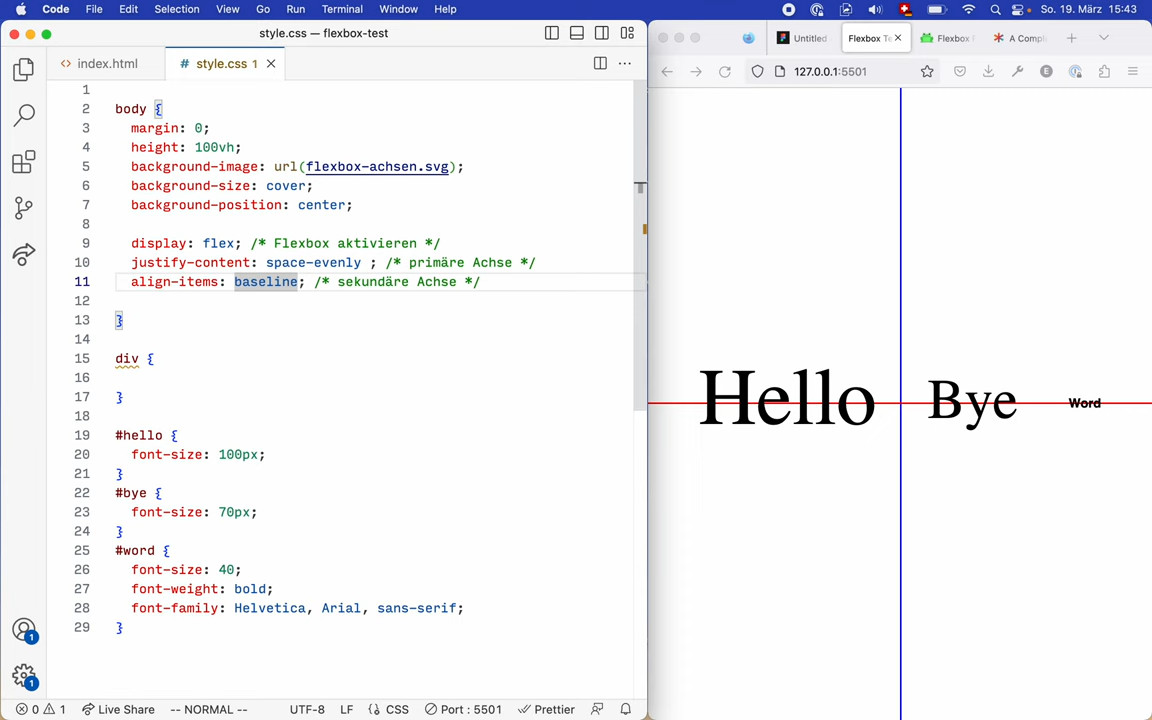 Code File Edit Selection View Go Run Terminal Window Help So. 19. März 15:43
style.css — flexbox-test
index.html
# style.css 1
Untitled
Flexbox Te
Flexbox
A Compl
127.0.0.1:5501
1
2 body {
3 margin: 0;
4 height: 100vh;
5 background-image: url(flexbox-achsen.svg);
6 background-size: cover;
7 background-position: center;
8
9 display: flex; /* Flexbox aktivieren */
10 justify-content: space-evenly ; /* primäre Achse */
11 align-items: baseline; /* sekundäre Achse */
12
13 }
14
15 div {
16
17 }
18
19 #hello {
20 font-size: 100px;
21 }
22 #bye {
23 font-size: 70px;
24 }
25 #word {
26 font-size: 40;
27 font-weight: bold;
28 font-family: Helvetica, Arial, sans-serif;
29 }
Hello Bye Word
1
1
0 1 Live Share -- NORMAL -- UTF-8 LF {} CSS Port : 5501 Prettier